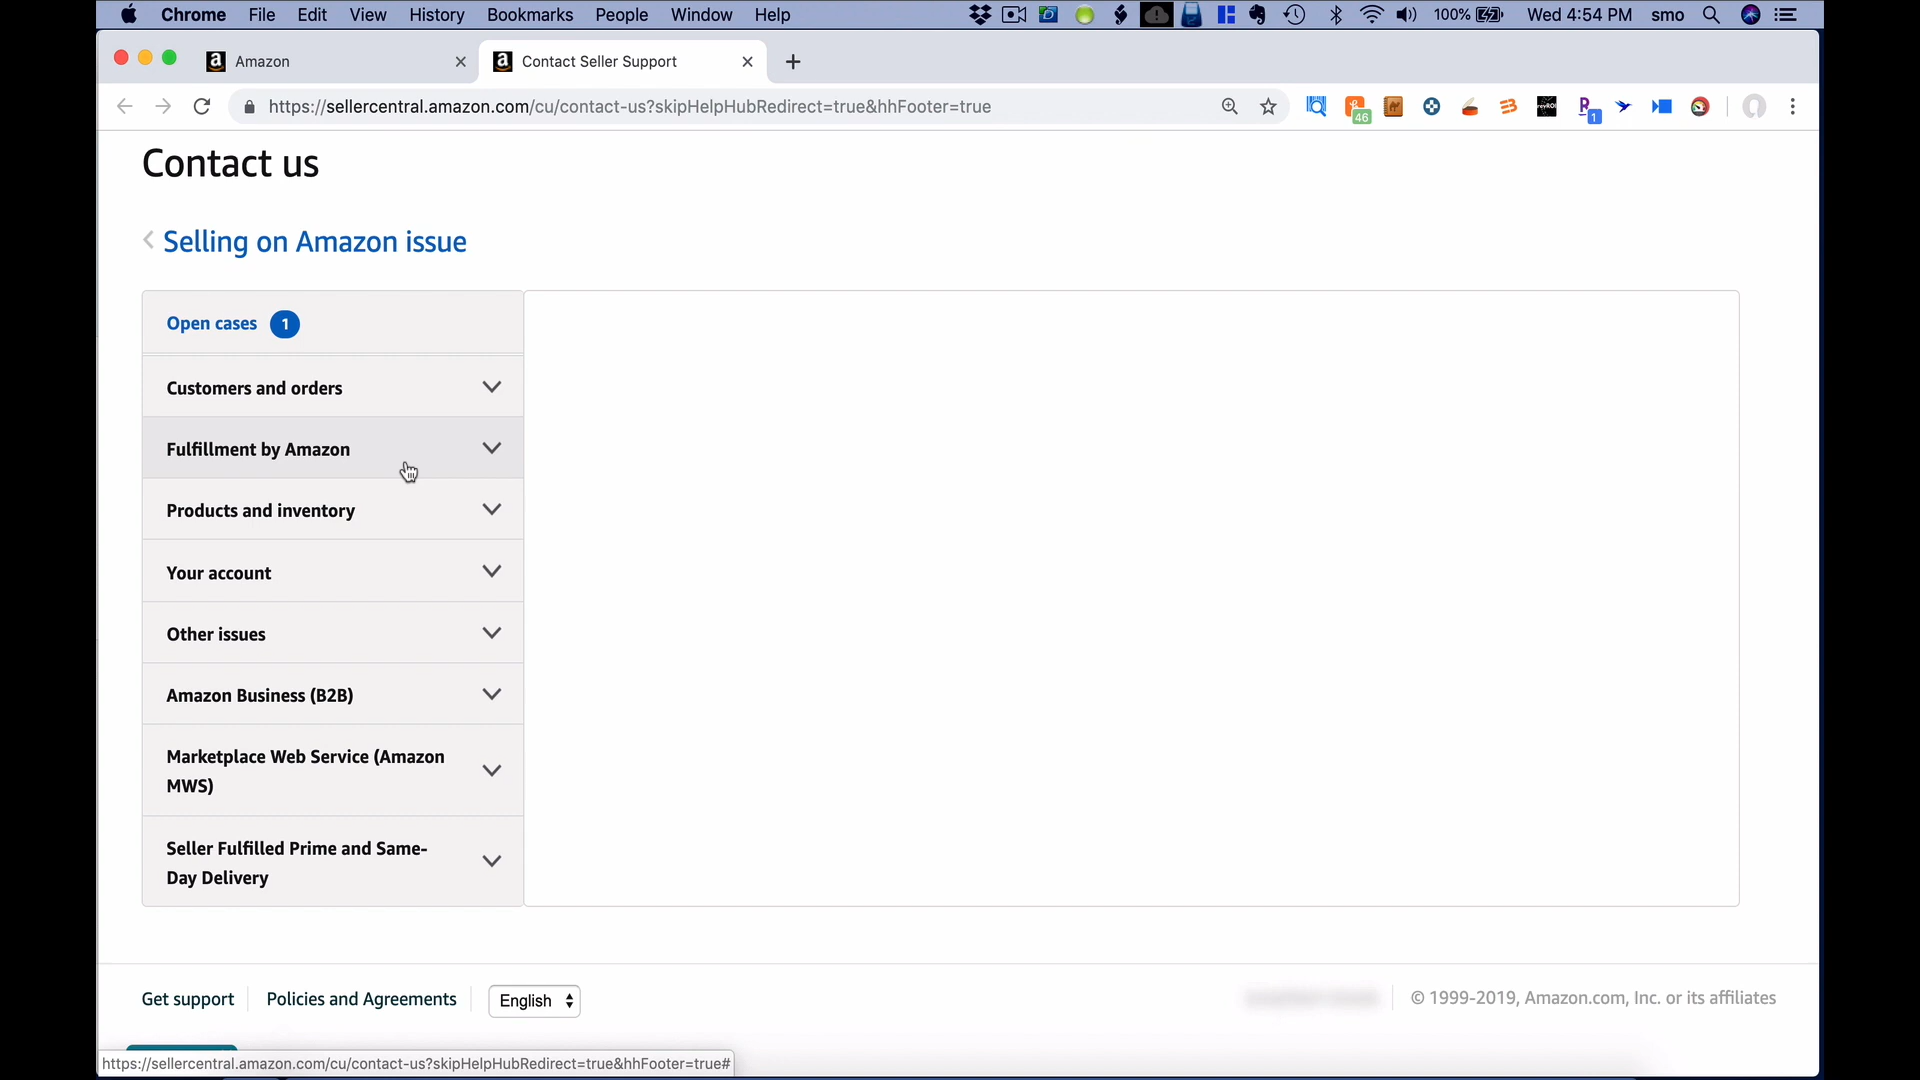 Chrome File Edit View History Bookmarks People Window Help 100% Wed 4:54 PM smo
Amazon
Contact Seller Support
https://sellercentral.amazon.com/cu/contact-us?skipHelpHubRedirect=true&hhFooter=true
46
1
Contact us
Selling on Amazon issue
Open cases 1
Customers and orders
Fulfillment by Amazon
Products and inventory
Your account
Other issues
Amazon Business (B2B)
Marketplace Web Service (Amazon
MWS)
Seller Fulfilled Prime and Same-
Day Delivery
Get support Policies and Agreements English © 1999-2019, Amazon.com, Inc. or its affiliates
https://sellercentral.amazon.com/cu/contact-us?skipHelpHubRedirect=true&hhFooter=true#